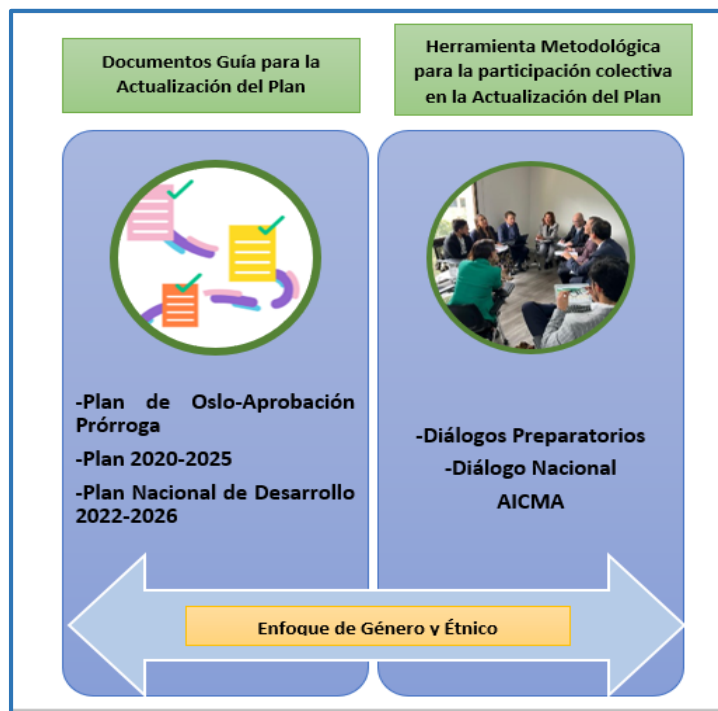 Documentos Guía para la
Actualización del Plan
Herramienta Metodológica
para la participación colectiva
en la Actualización del Plan
-Plan de Oslo-Aprobación
Prórroga
-Plan 2020-2025
-Plan Nacional de Desarrollo
2022-2026
-Diálogos Preparatorios
-Diálogo Nacional
AICMA
Enfoque de Género y Étnico